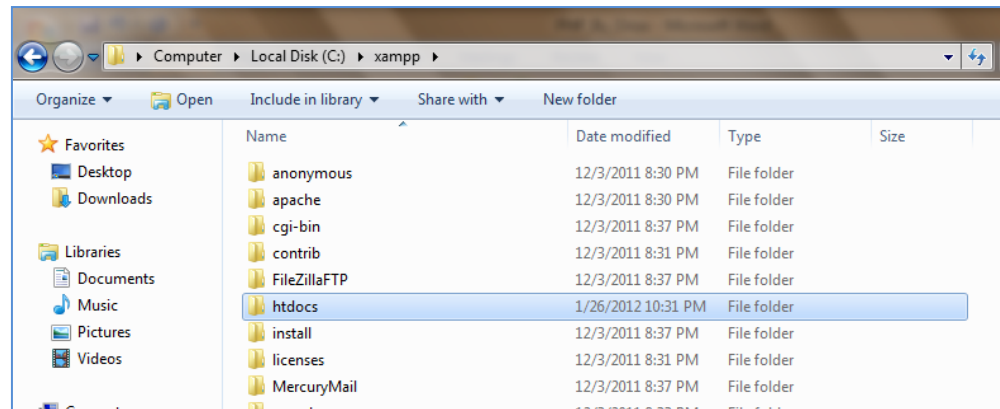 Computer Local Disk (C:) xampp
Organize Open Include in library Share with New folder
Favorites
Desktop
Downloads
Libraries
Documents
Music
Pictures
Videos
Name Date modified Type Size
anonymous 12/3/2011 8:30 PM File folder
apache 12/3/2011 8:30 PM File folder
cgi-bin 12/3/2011 8:37 PM File folder
contrib 12/3/2011 8:31 PM File folder
FileZillaFTP 12/3/2011 8:37 PM File folder
htdocs 1/26/2012 10:31 PM File folder
install 12/3/2011 8:37 PM File folder
licenses 12/3/2011 8:31 PM File folder
MercuryMail 12/3/2011 8:37 PM File folder